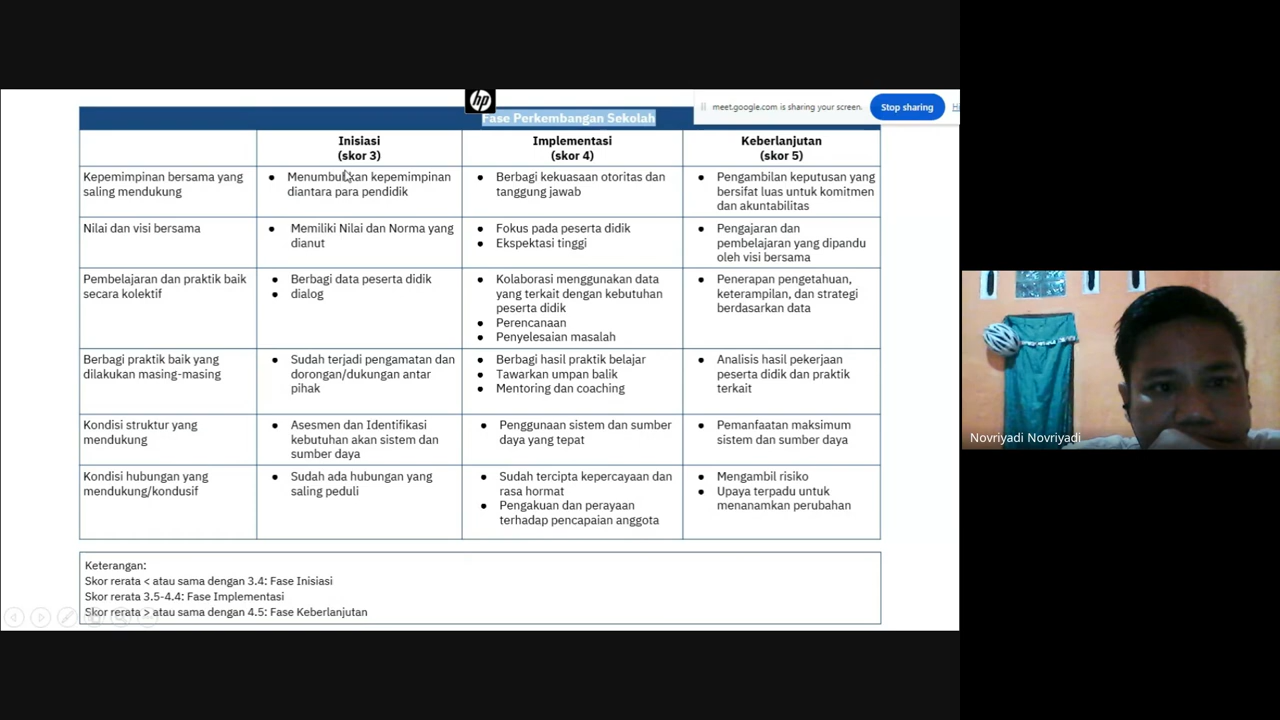 hp
meet.google.com is sharing your screen.
Stop sharing
Hi
Fase Perkembangan Sekolah
Inisiasi
(skor 3)
Implementasi
(skor 4)
Keberlanjutan
(skor 5)
Kepemimpinan bersama yang
saling mendukung
● Menumbuhkan kepemimpinan
diantara para pendidik
● Berbagi kekuasaan otoritas dan
tanggung jawab
● Pengambilan keputusan yang
bersifat luas untuk komitmen
dan akuntabilitas
Nilai dan visi bersama
● Memiliki Nilai dan Norma yang
dianut
● Fokus pada peserta didik
● Ekspektasi tinggi
● Pengajaran dan
pembelajaran yang dipandu
oleh visi bersama
Pembelajaran dan praktik baik
secara kolektif
● Berbagi data peserta didik
● dialog
● Kolaborasi menggunakan data
yang terkait dengan kebutuhan
peserta didik
● Perencanaan
● Penyelesaian masalah
● Penerapan pengetahuan,
keterampilan, dan strategi
berdasarkan data
Berbagi praktik baik yang
dilakukan masing-masing
● Sudah terjadi pengamatan dan
dorongan/dukungan antar
pihak
● Berbagi hasil praktik belajar
● Tawarkan umpan balik
● Mentoring dan coaching
● Analisis hasil pekerjaan
peserta didik dan praktik
terkait
Kondisi struktur yang
mendukung
● Asesmen dan Identifikasi
kebutuhan akan sistem dan
sumber daya
● Penggunaan sistem dan sumber
daya yang tepat
● Pemanfaatan maksimum
sistem dan sumber daya
Kondisi hubungan yang
mendukung/kondusif
● Sudah ada hubungan yang
saling peduli
● Sudah tercipta kepercayaan dan
rasa hormat
● Pengakuan dan perayaan
terhadap pencapaian anggota
● Mengambil risiko
● Upaya terpadu untuk
menanamkan perubahan
Keterangan:
Skor rerata < atau sama dengan 3.4: Fase Inisiasi
Skor rerata 3.5-4.4: Fase Implementasi
Skor rerata > atau sama dengan 4.5: Fase Keberlanjutan
Novriyadi Novriyadi